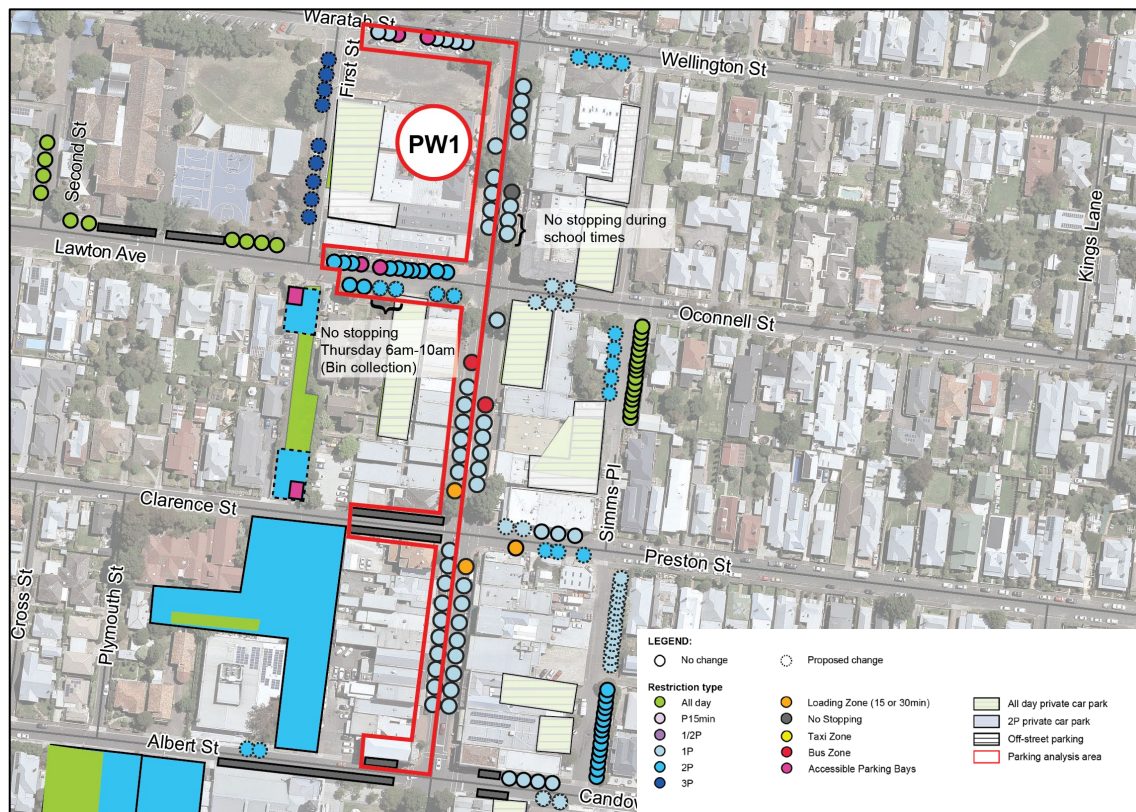 Waratah St
Wellington St
First St
PW1
Second St
Kings Lane
No stopping during
school times
Lawton Ave
Oconnell St
No stopping
Thursday 6am-10am
(Bin collection)
Simms Pl
Clarence St
Preston St
Cross St
Plymouth St
Albert St
Candow
LEGEND:
No change
Proposed change
Restriction type
All day
P15min
1/2P
1P
2P
3P
Loading Zone (15 or 30min)
No Stopping
Taxi Zone
Bus Zone
Accessible Parking Bays
All day private car park
2P private car park
Off-street parking
Parking analysis area